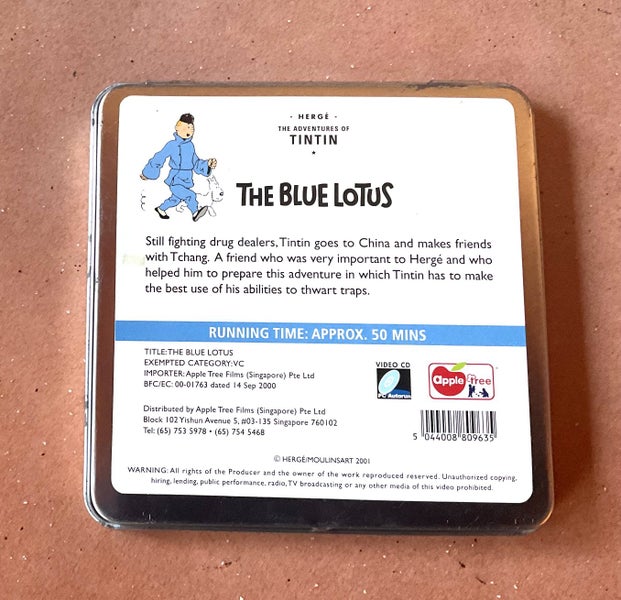 · HERGÉ ·
THE ADVENTURES OF
TINTIN
THE BLUE LOTUS
Still fighting drug dealers, Tintin goes to China and makes friends
with Tchang. A friend who was very important to Hergé and who
helped him to prepare this adventure in which Tintin has to make
the best use of his abilities to thwart traps.
RUNNING TIME: APPROX. 50 MINS
TITLE:THE BLUE LOTUS
EXEMPTED CATEGORY:VC
IMPORTER: Apple Tree Films (Singapore) Pte Ltd
BFC/EC: 00-01763 dated 14 Sep 2000
VIDEO CD
PC Autorun
apple Tree
Distributed by Apple Tree Films (Singapore) Pte Ltd
Block 102 Yishun Avenue 5, #03-135 Singapore 760102
Tel: (65) 753 5978 • (65) 754 5468
5 044008 809635
© HERGÉ/MOULINSART 2001
WARNING: All rights of the Producer and the owner of the work reproduced reserved. Unauthorized copying,
hiring, lending, public performance, radio, TV broadcasting or any other media of this video prohibited.